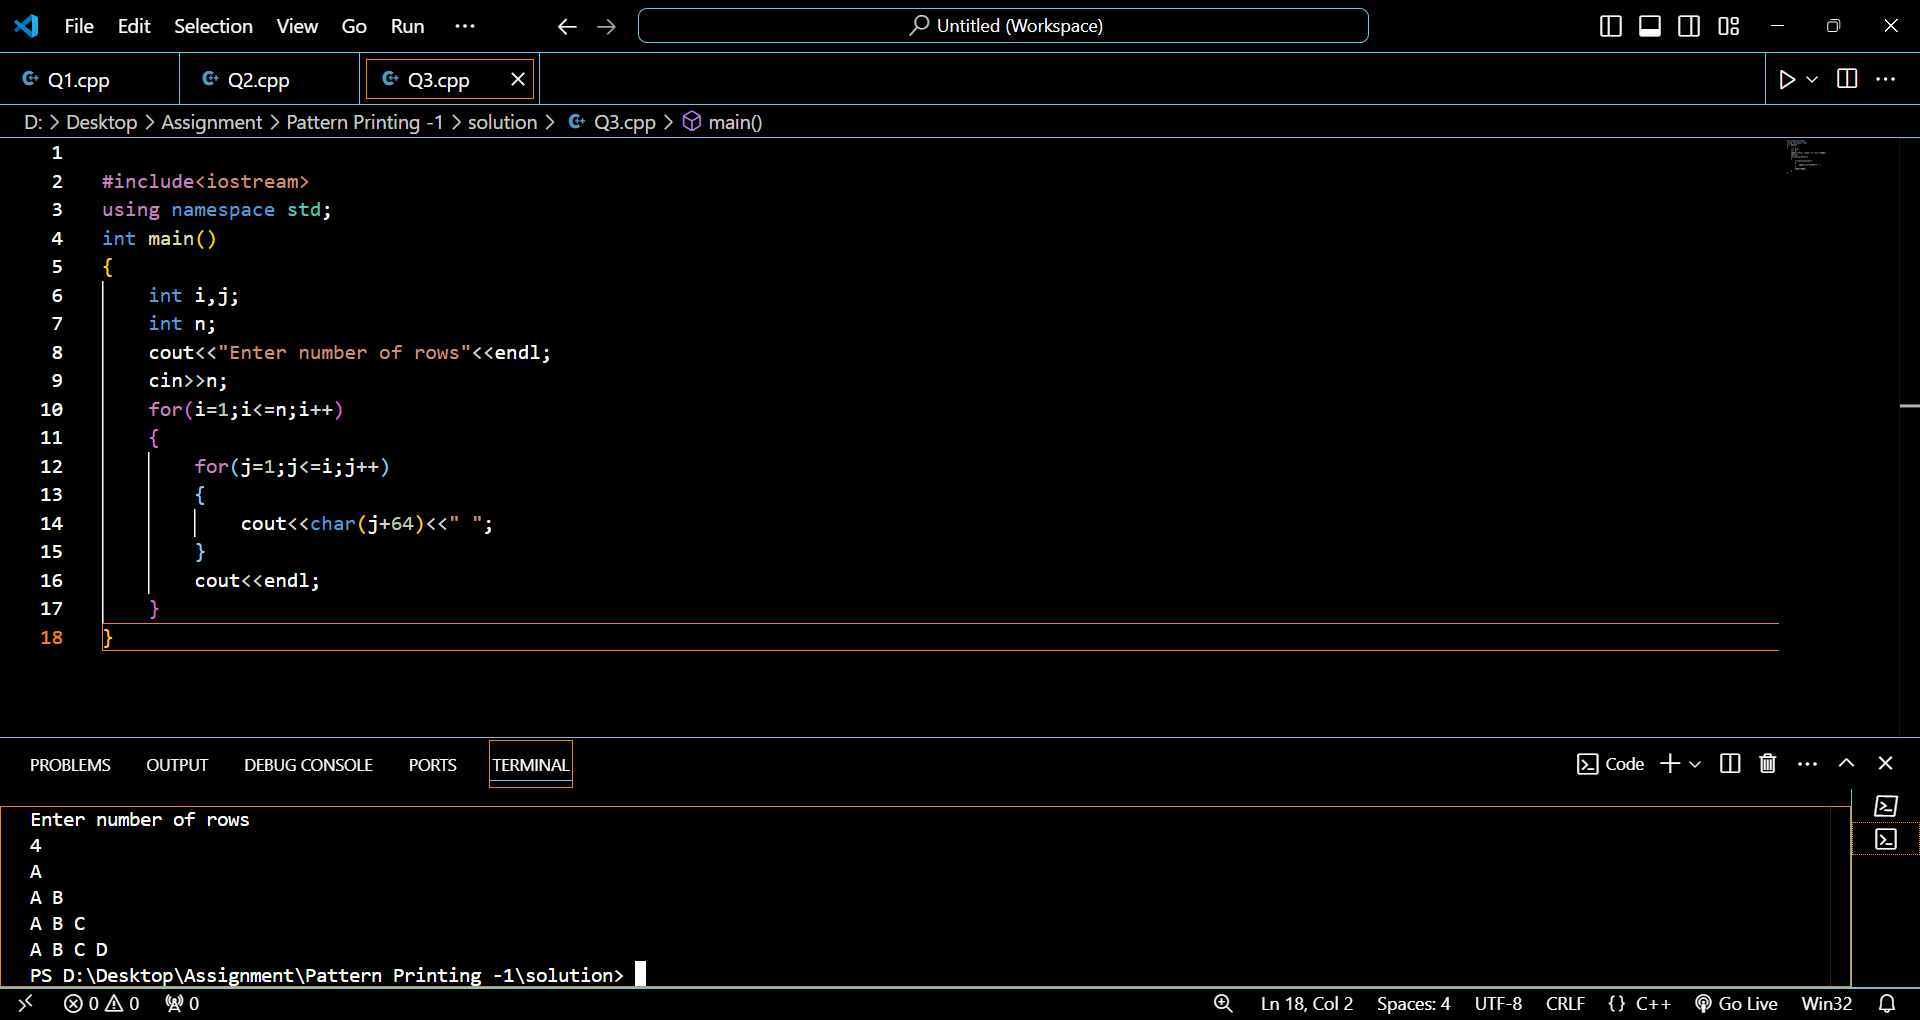 File Edit Selection View Go Run ··· Untitled (Workspace)
Q1.cpp Q2.cpp Q3.cpp
D: > Desktop > Assignment > Pattern Printing -1 > solution > Q3.cpp > main()
1
2 #include<iostream>
3 using namespace std;
4 int main()
5 {
6 int i,j;
7 int n;
8 cout<<"Enter number of rows"<<endl;
9 cin>>n;
10 for(i=1;i<=n;i++)
11 {
12 for(j=1;j<=i;j++)
13 {
14 cout<<char(j+64)<<" ";
15 }
16 cout<<endl;
17 }
18 }
PROBLEMS OUTPUT DEBUG CONSOLE PORTS TERMINAL Code
Enter number of rows
4
A
A B
A B C
A B C D
PS D:\Desktop\Assignment\Pattern Printing -1\solution>
0 0 0 Ln 18, Col 2 Spaces: 4 UTF-8 CRLF {} C++ Go Live Win32